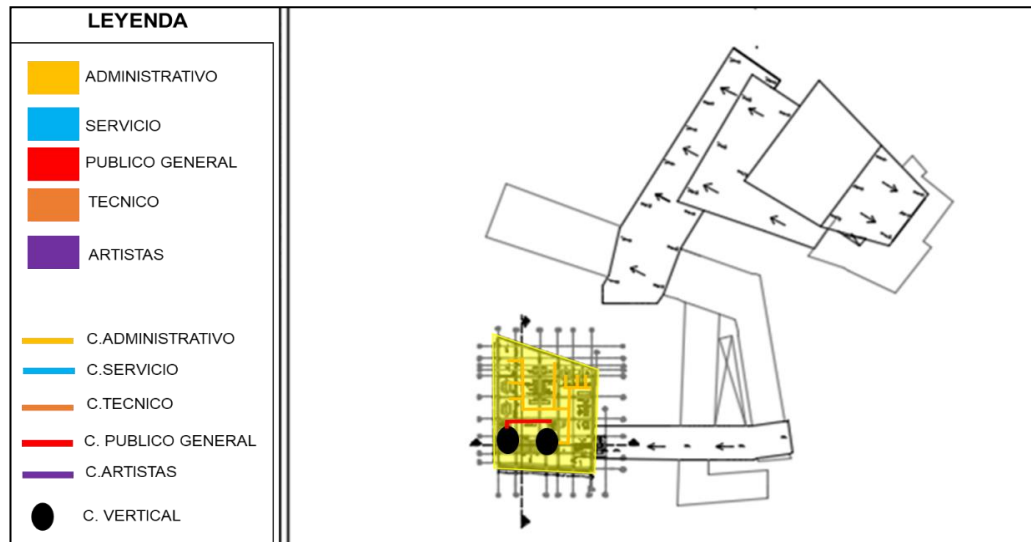 LEYENDA
ADMINISTRATIVO
SERVICIO
PUBLICO GENERAL
TECNICO
ARTISTAS
C.ADMINISTRATIVO
C.SERVICIO
C.TECNICO
C. PUBLICO GENERAL
C.ARTISTAS
C. VERTICAL